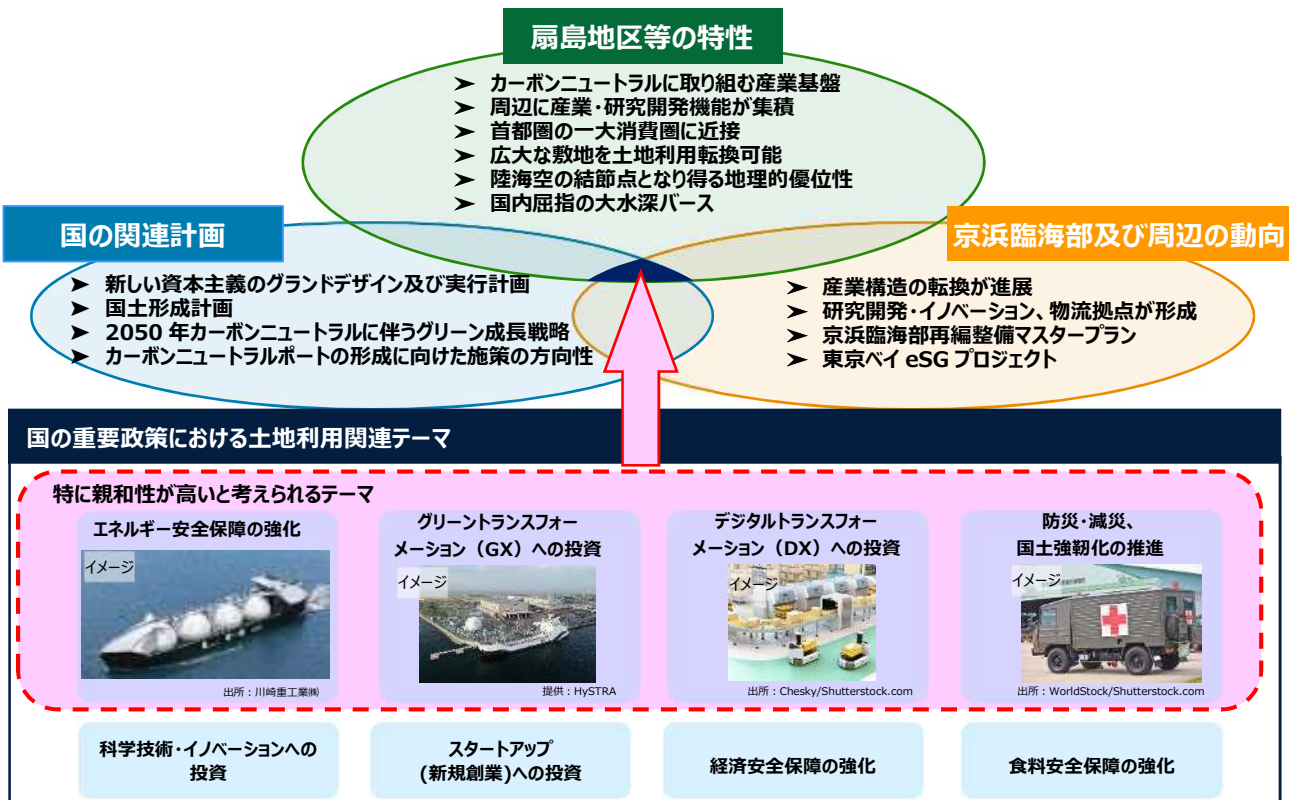 扇島地区等の特性
➤ カーボンニュートラルに取り組む産業基盤
➤ 周辺に産業・研究開発機能が集積
➤ 首都圏の一大消費圏に近接
➤ 広大な敷地を土地利用転換可能
➤ 陸海空の結節点となり得る地理的優位性
➤ 国内屈指の大水深バース
国の関連計画
➤ 新しい資本主義のグランドデザイン及び実行計画
➤ 国土形成計画
➤ 2050 年カーボンニュートラルに伴うグリーン成長戦略
➤ カーボンニュートラルポートの形成に向けた施策の方向性
京浜臨海部及び周辺の動向
➤ 産業構造の転換が進展
➤ 研究開発・イノベーション、物流拠点が形成
➤ 京浜臨海部再編整備マスタープラン
➤ 東京ベイ eSG プロジェクト
国の重要政策における土地利用関連テーマ
特に親和性が高いと考えられるテーマ
エネルギー安全保障の強化
イメージ
出所：川崎重工業㈱
グリーントランスフォー
メーション（GX）への投資
イメージ
提供：HySTRA
デジタルトランスフォー
メーション（DX）への投資
イメージ
出所：Chesky/Shutterstock.com
防災・減災、
国土強靭化の推進
イメージ
出所：WorldStock/Shutterstock.com
科学技術・イノベーションへの
投資
スタートアップ
(新規創業)への投資
経済安全保障の強化
食料安全保障の強化